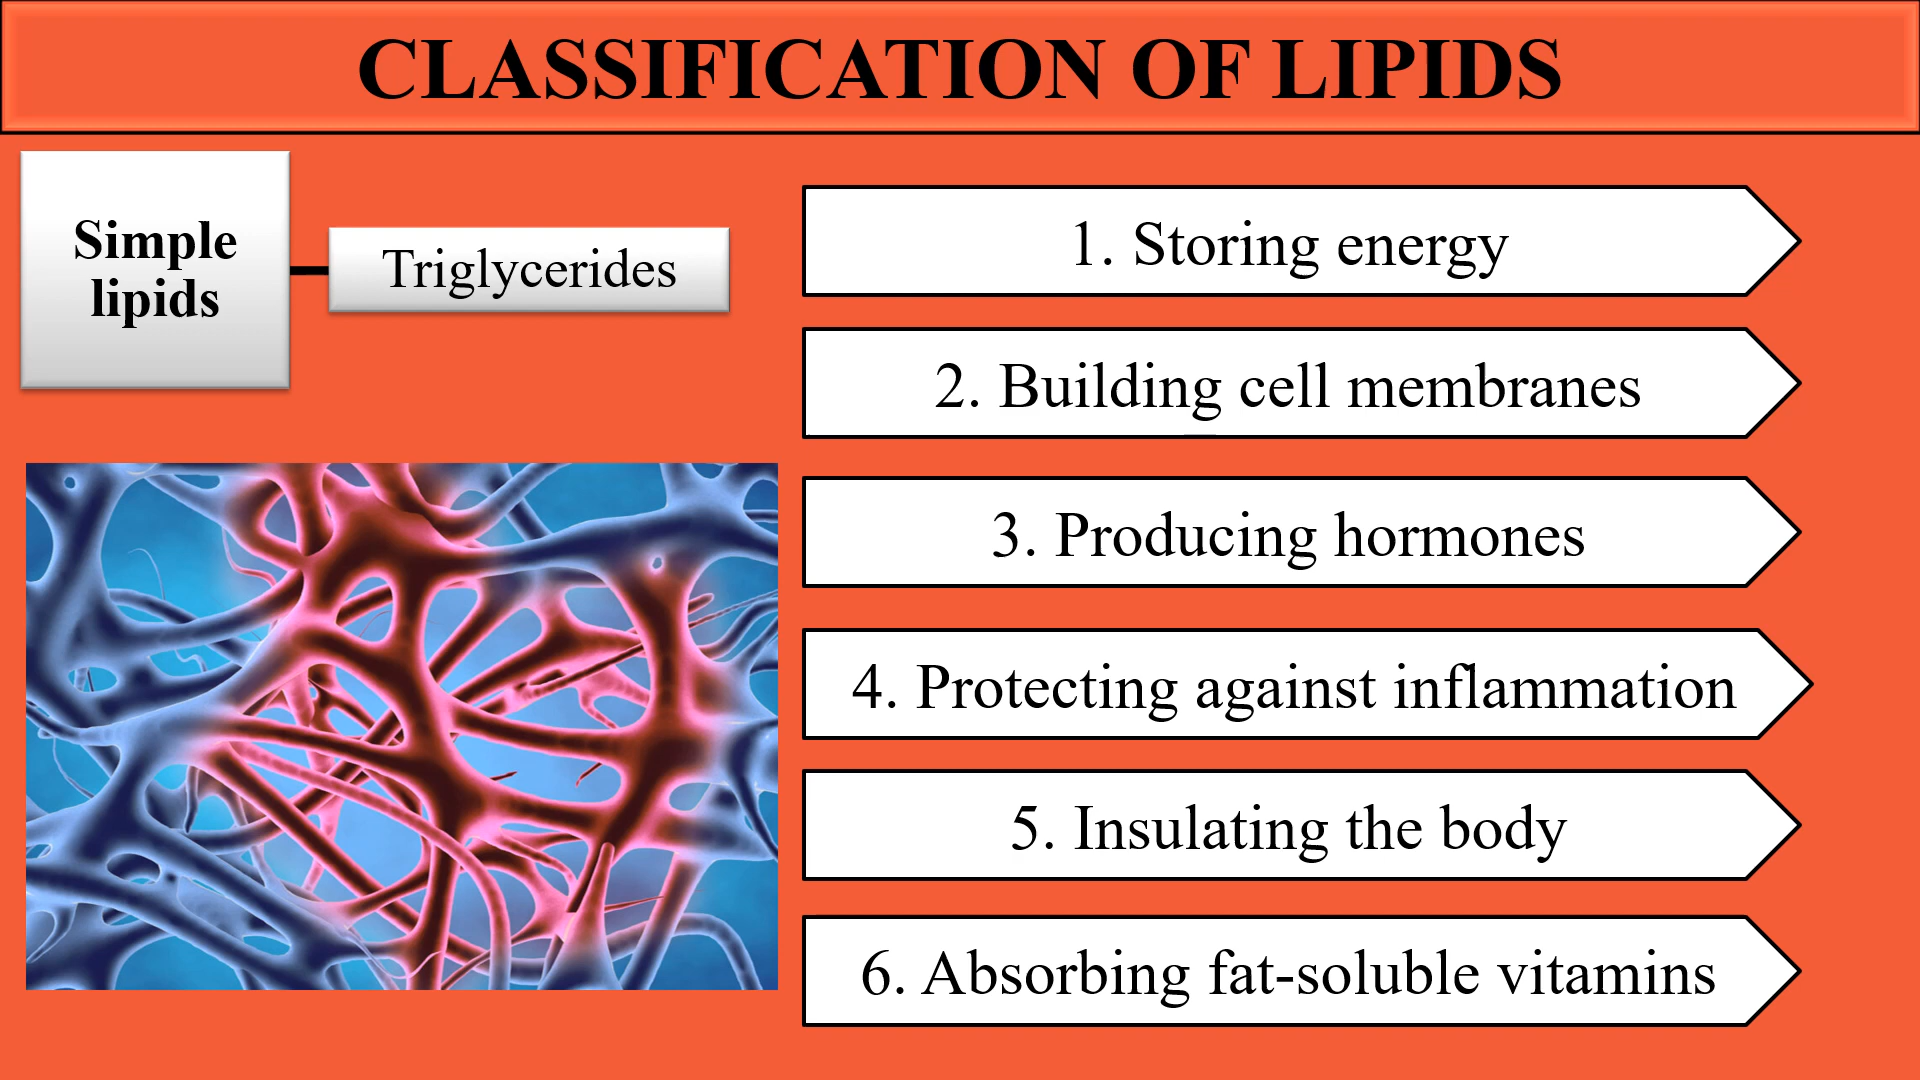 CLASSIFICATION OF LIPIDS
Simple
lipids
Triglycerides
1. Storing energy
2. Building cell membranes
3. Producing hormones
4. Protecting against inflammation
5. Insulating the body
6. Absorbing fat-soluble vitamins